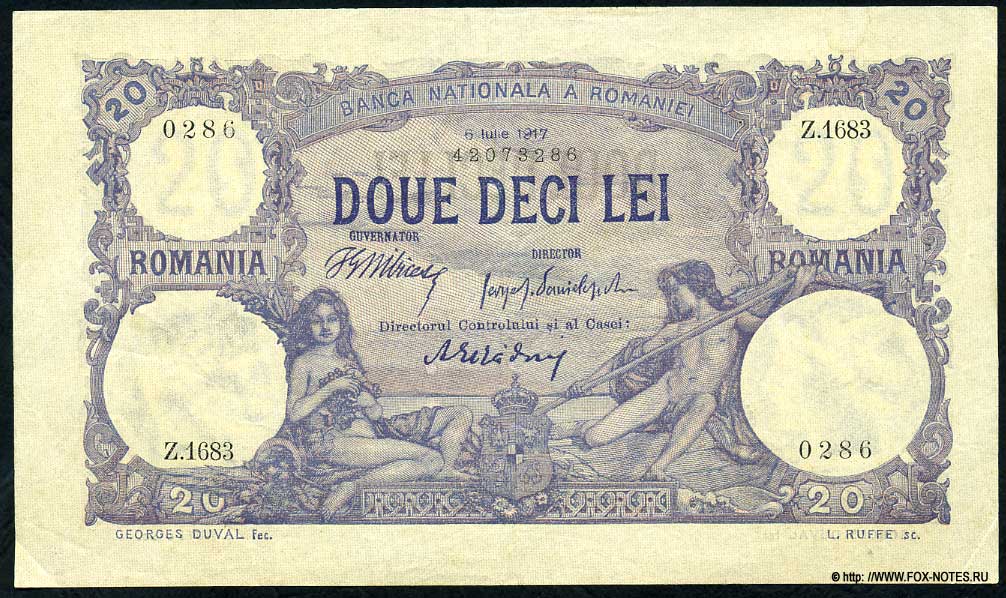 20 BANCA NATIONALA A ROMANIEI 20
0286 6 Iulie 1917 Z.1683
42073286
DOUE DECI LEI
GUVERNATOR
DIRECTOR
ROMANIA ROMANIA
Directorul Controlului și al Casei:
Z.1683 0286
20 20
GEORGES DUVAL fec. L. RUFFE sc.
© http: //WWW.FOX-NOTES.RU